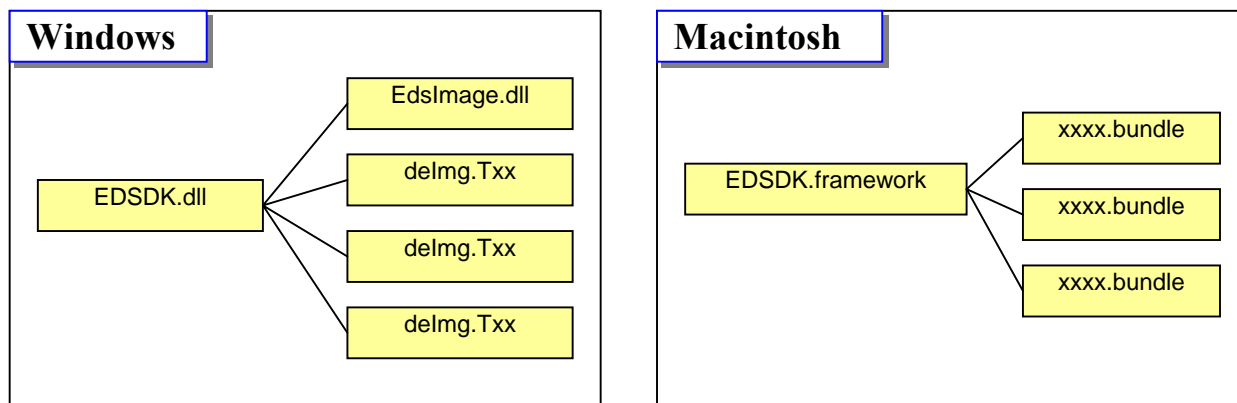 Windows
EDSDK.dll
EdsImage.dll
deImg.Txx
deImg.Txx
deImg.Txx
Macintosh
EDSDK.framework
xxxx.bundle
xxxx.bundle
xxxx.bundle